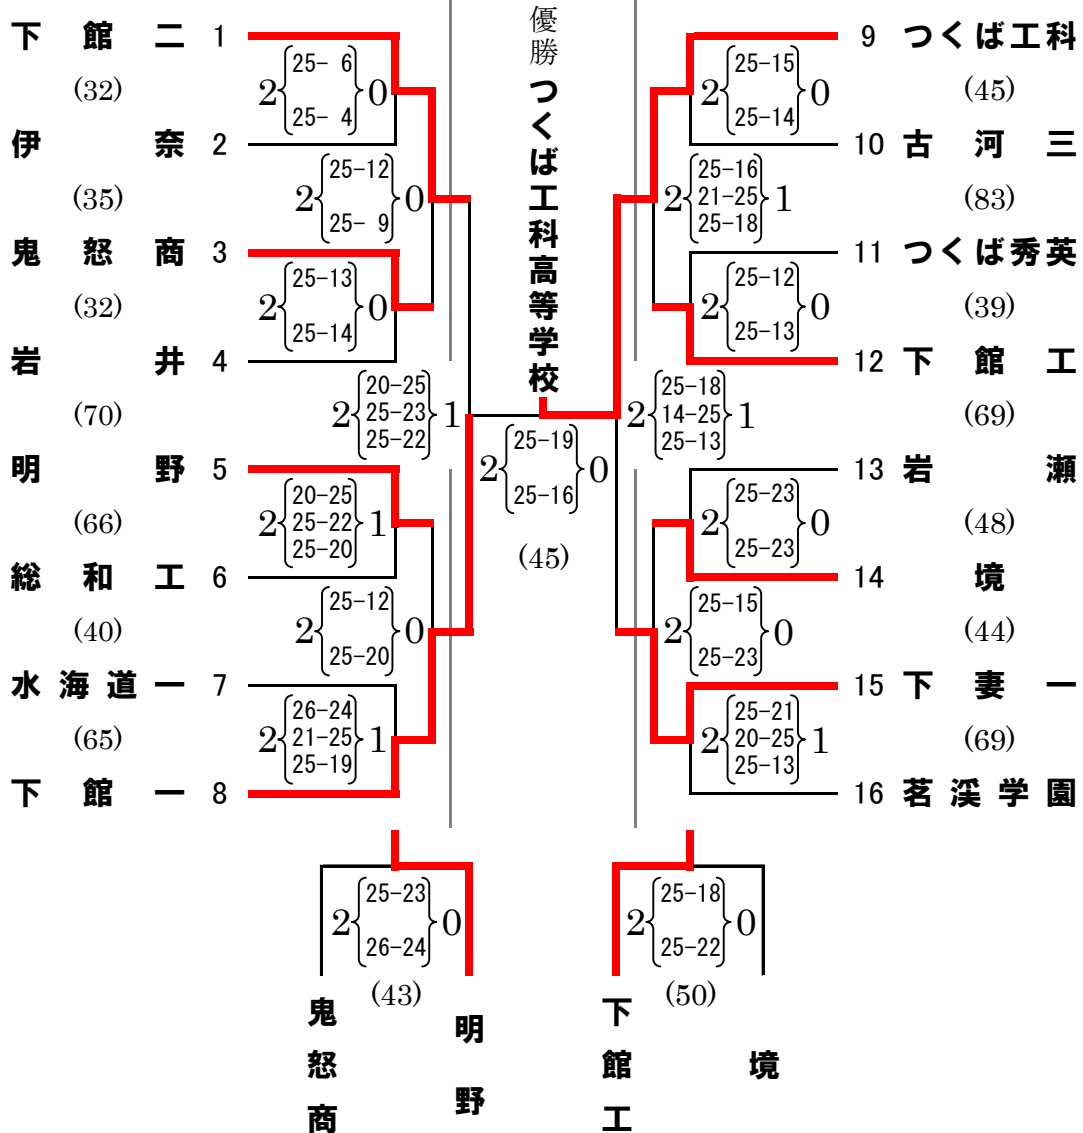 優勝 つくば工科高等学校
下館二 1
2 25- 6 25- 4 0
(32)
伊奈 2
2 25-12 25- 9 0
(35)
鬼怒商 3
2 25-13 25-14 0
(32)
岩井 4
2 20-25 25-23 25-22 1
(70)
明野 5
2 20-25 25-22 25-20 1
(66)
総和工 6
2 25-12 25-20 0
(40)
水海道一 7
2 26-24 21-25 25-19 1
(65)
下館一 8
2 25-19 25-16 0
(45)
9 つくば工科
2 25-15 25-14 0
(45)
10 古河三
2 25-16 21-25 25-18 1
(83)
11 つくば秀英
2 25-12 25-13 0
(39)
12 下館工
2 25-18 14-25 25-13 1
(69)
13 岩瀬
2 25-23 25-23 0
(48)
14 境
2 25-15 25-23 0
(44)
15 下妻一
2 25-21 20-25 25-13 1
(69)
16 茗渓学園
2 25-23 26-24 0
(43)
鬼怒商
明野
2 25-18 25-22 0
(50)
下館工
境